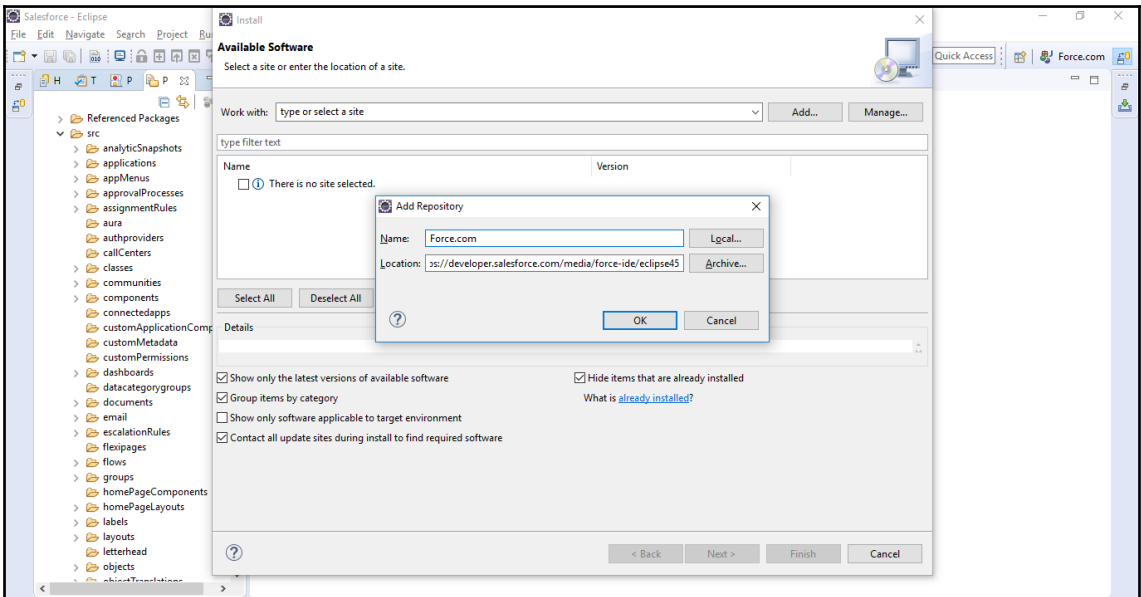 Salesforce - Eclipse
File Edit Navigate Search Project Ru
Quick Access
Force.com
H T P P
Referenced Packages
src
analyticSnapshots
applications
appMenus
approvalProcesses
assignmentRules
aura
authproviders
callCenters
classes
communities
components
connectedapps
customApplicationComp
customMetadata
customPermissions
dashboards
datacategorygroups
documents
email
escalationRules
flexipages
flows
groups
homePageComponents
homePageLayouts
labels
layouts
letterhead
objects
objectTranslations
Install
Available Software
Select a site or enter the location of a site.
Work with: type or select a site Add... Manage...
type filter text
Name Version
There is no site selected.
Add Repository
Name: Force.com Local...
Location: os://developer.salesforce.com/media/force-ide/eclipse45 Archive...
? OK Cancel
Select All Deselect All
Details
Show only the latest versions of available software Hide items that are already installed
Group items by category What is already installed?
Show only software applicable to target environment
Contact all update sites during install to find required software
? < Back Next > Finish Cancel